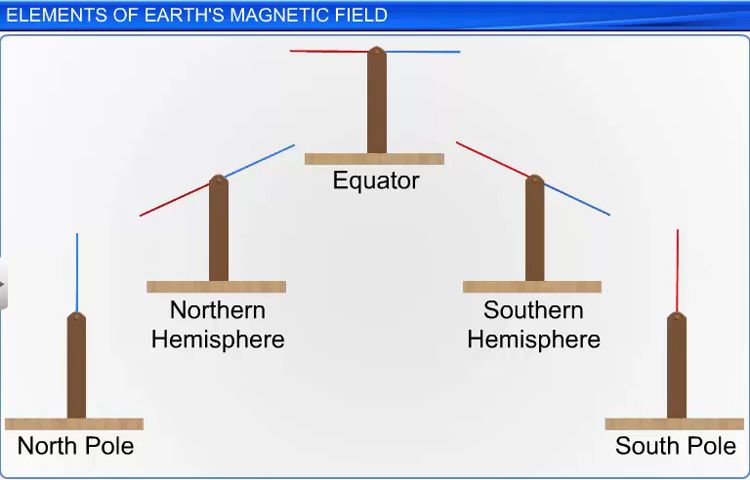 ELEMENTS OF EARTH'S MAGNETIC FIELD
Equator
Northern
Hemisphere
Southern
Hemisphere
North Pole
South Pole